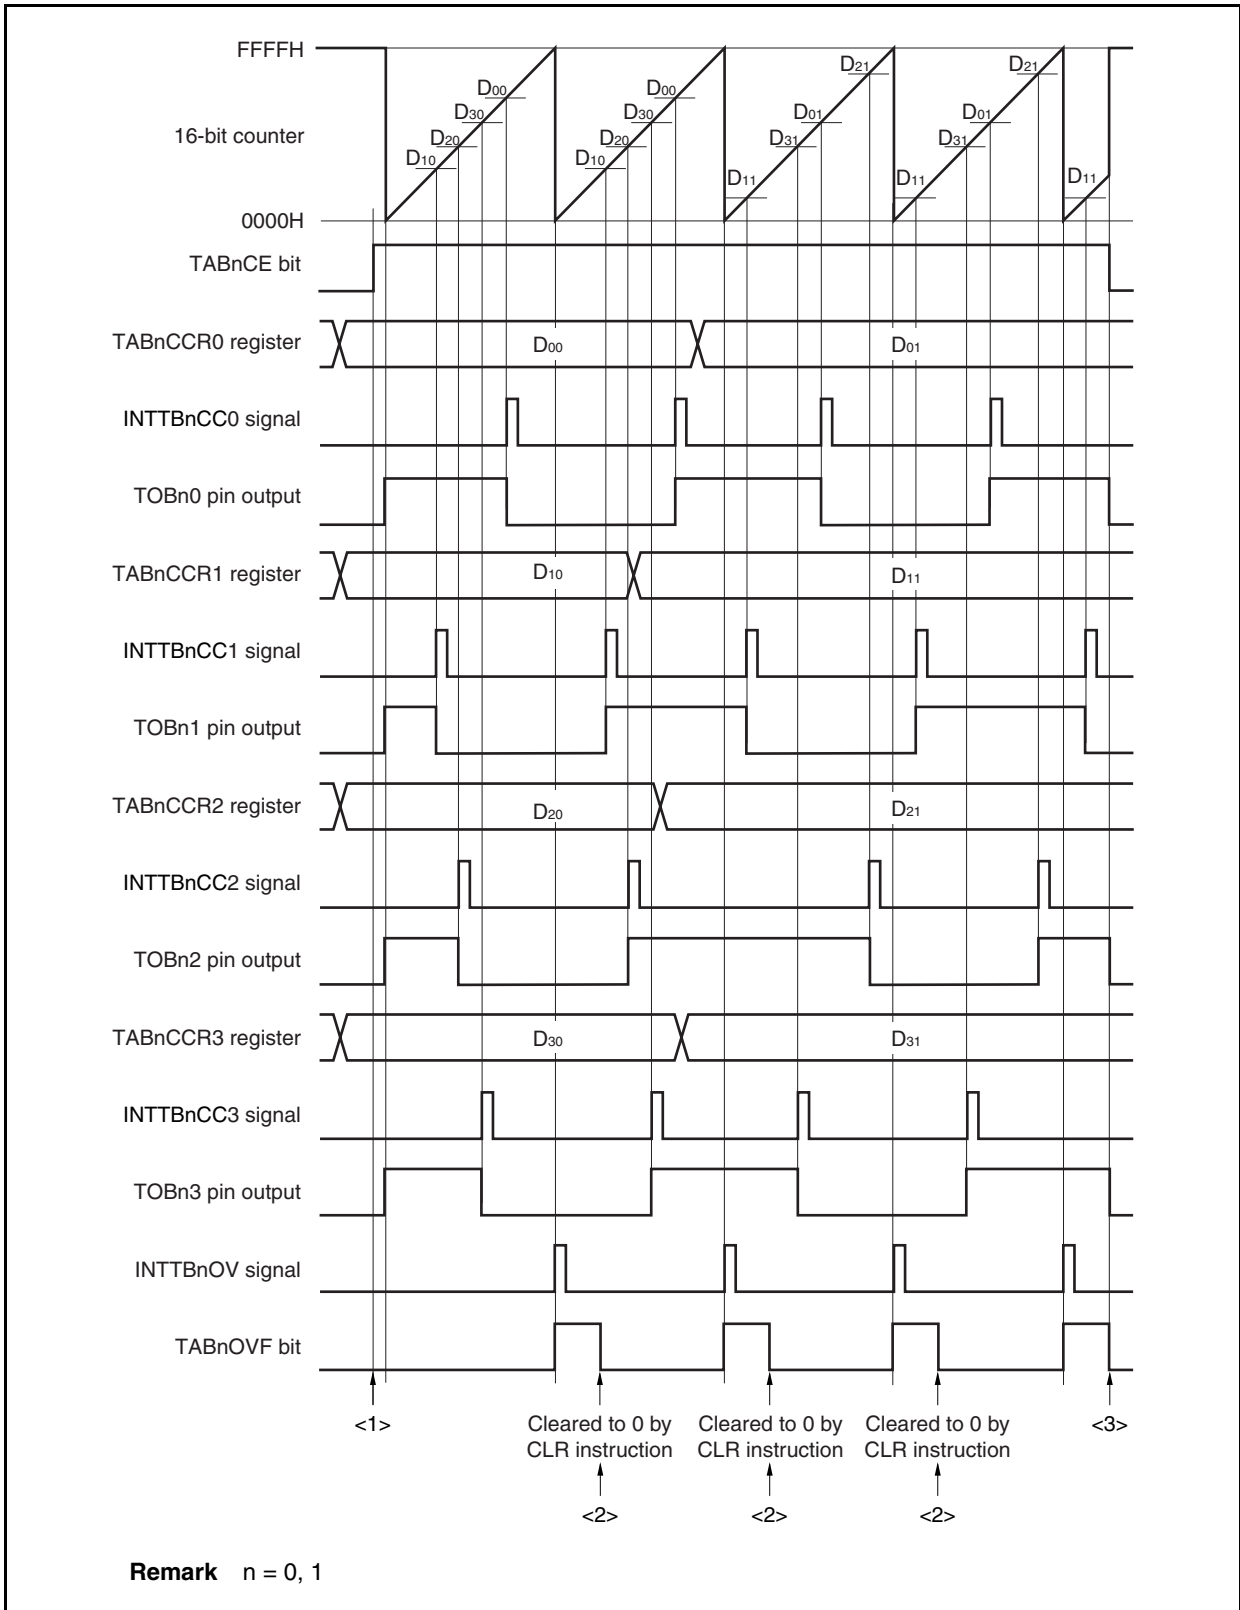 FFFFH
D21
D21
D00
D00
D30
D30
D01
D01
16-bit counter
D20
D20
D31
D31
D10
D10
D11
D11
D11
0000H
TABnCE bit
TABnCCR0 register
D00
D01
INTTBnCC0 signal
TOBn0 pin output
TABnCCR1 register
D10
D11
INTTBnCC1 signal
TOBn1 pin output
TABnCCR2 register
D20
D21
INTTBnCC2 signal
TOBn2 pin output
TABnCCR3 register
D30
D31
INTTBnCC3 signal
TOBn3 pin output
INTTBnOV signal
TABnOVF bit
<1>
Cleared to 0 by
CLR instruction
Cleared to 0 by
CLR instruction
Cleared to 0 by
CLR instruction
<3>
<2>
<2>
<2>
Remark n = 0, 1